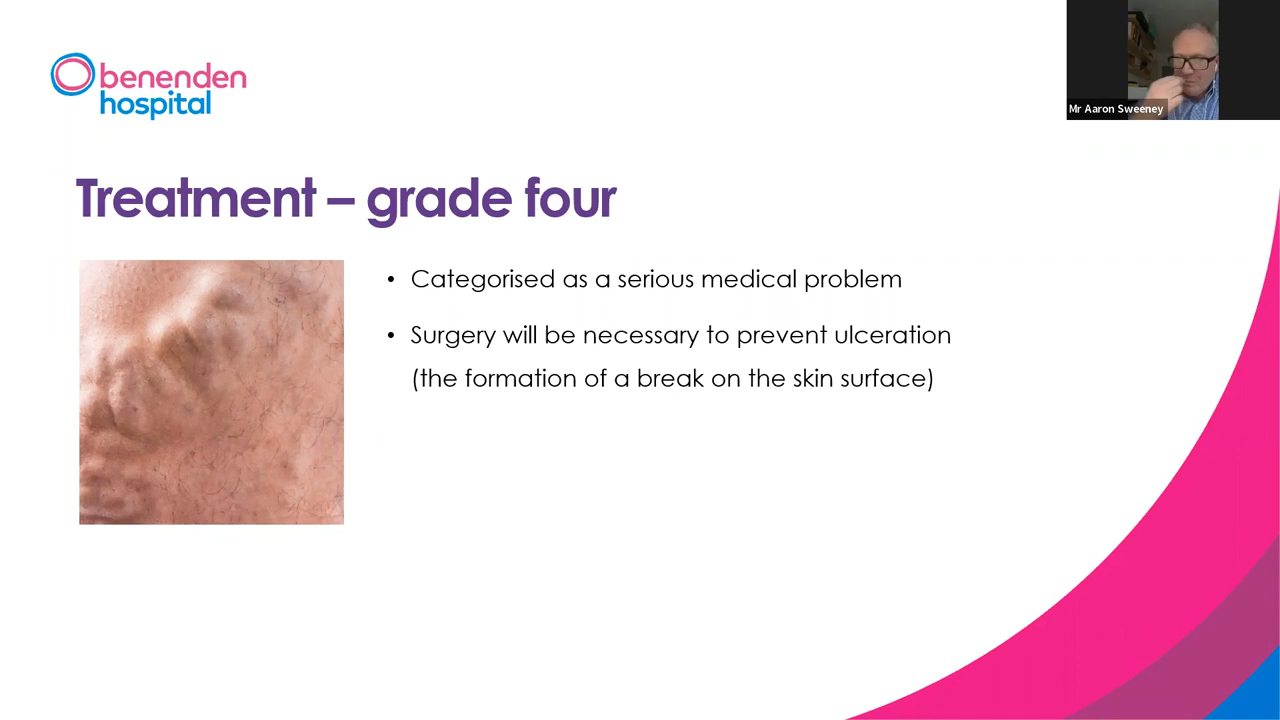 benenden
hospital
Mr Aaron Sweeney
Treatment – grade four
• Categorised as a serious medical problem
• Surgery will be necessary to prevent ulceration
(the formation of a break on the skin surface)